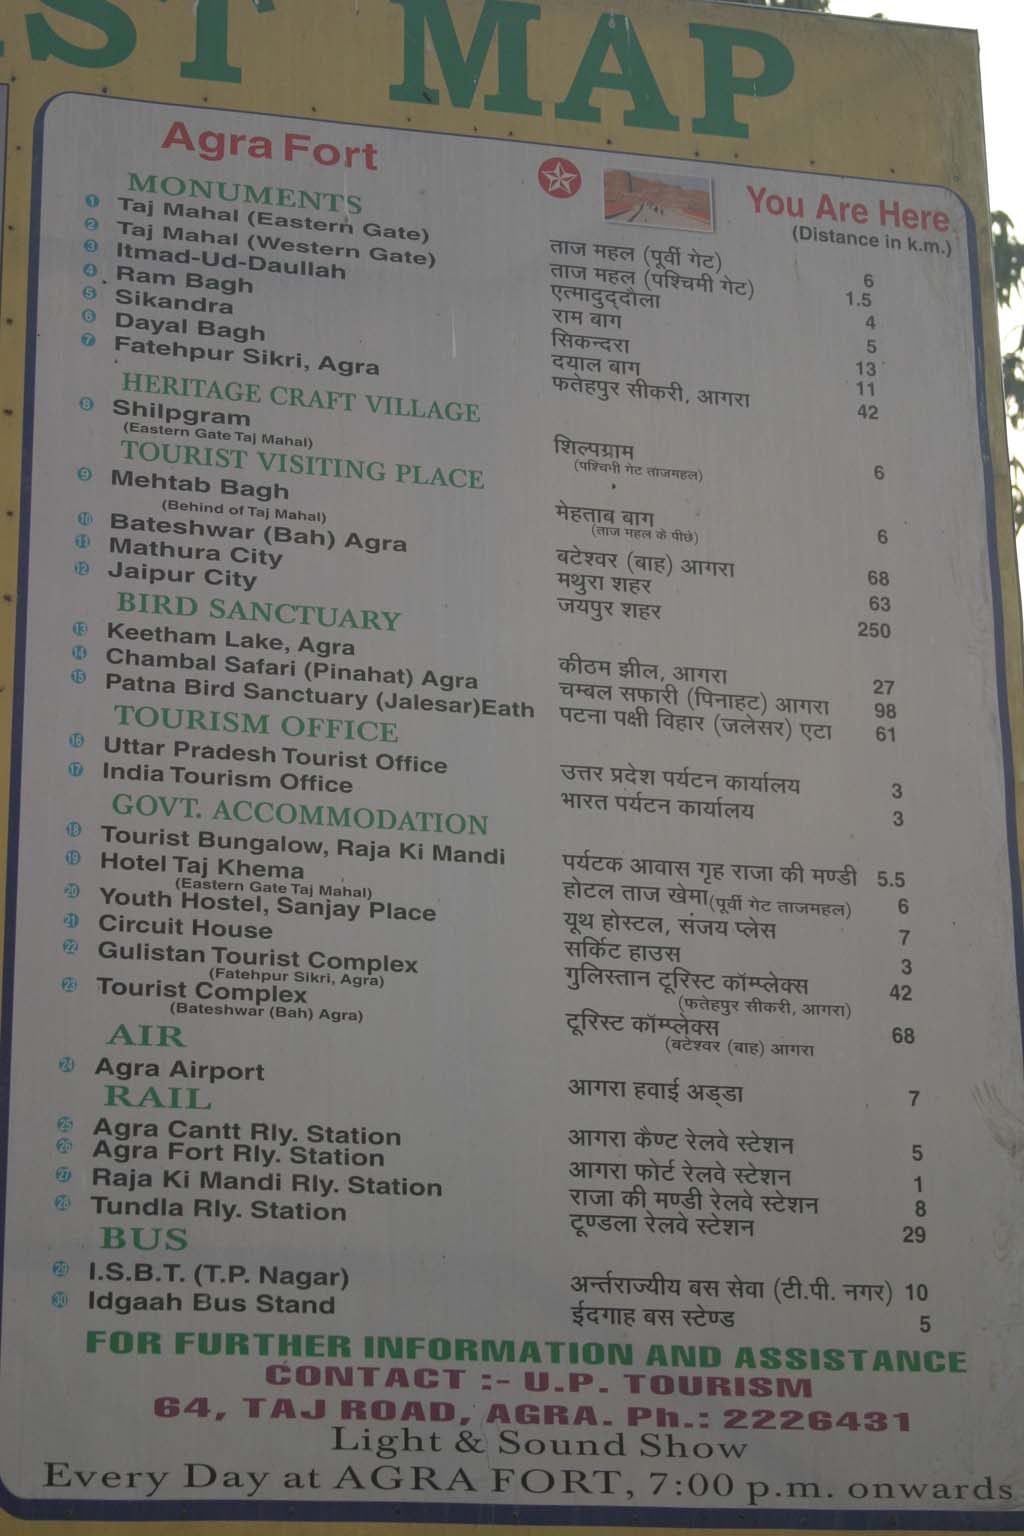 ST MAP
Agra Fort You Are Here
(Distance in k.m.)
MONUMENTS
1 Taj Mahal (Eastern Gate) ताज महल (पूर्वी गेट) 6
2 Taj Mahal (Western Gate) ताज महल (पश्चिमी गेट) 1.5
3 Itmad-Ud-Daullah एत्मादुद्दौला 4
4 Ram Bagh राम बाग 5
5 Sikandra सिकन्दरा 13
6 Dayal Bagh दयाल बाग 11
7 Fatehpur Sikri, Agra फतेहपुर सीकरी, आगरा 42
HERITAGE CRAFT VILLAGE
8 Shilpgram शिल्पग्राम 6
(Eastern Gate Taj Mahal) (पश्चिमी गेट ताजमहल)
TOURIST VISITING PLACE
9 Mehtab Bagh मेहताब बाग 6
(Behind of Taj Mahal) (ताज महल के पीछे)
10 Bateshwar (Bah) Agra बटेश्वर (बाह) आगरा 68
11 Mathura City मथुरा शहर 63
12 Jaipur City जयपुर शहर 250
BIRD SANCTUARY
13 Keetham Lake, Agra कीठम झील, आगरा 27
14 Chambal Safari (Pinahat) Agra चम्बल सफारी (पिनाहट) आगरा 98
15 Patna Bird Sanctuary (Jalesar)Eath पटना पक्षी विहार (जलेसर) एटा 61
TOURISM OFFICE
16 Uttar Pradesh Tourist Office उत्तर प्रदेश पर्यटन कार्यालय 3
17 India Tourism Office भारत पर्यटन कार्यालय 3
GOVT. ACCOMMODATION
18 Tourist Bungalow, Raja Ki Mandi पर्यटक आवास गृह राजा की मण्डी 5.5
19 Hotel Taj Khema होटल ताज खेमा(पूर्वी गेट ताजमहल) 6
(Eastern Gate Taj Mahal)
20 Youth Hostel, Sanjay Place यूथ होस्टल, संजय प्लेस 7
21 Circuit House सर्किट हाउस 3
22 Gulistan Tourist Complex गुलिस्तान टूरिस्ट कॉम्प्लेक्स 42
(Fatehpur Sikri, Agra) (फतेहपुर सीकरी, आगरा)
23 Tourist Complex टूरिस्ट कॉम्प्लेक्स 68
(Bateshwar (Bah) Agra) (बटेश्वर (बाह) आगरा
AIR
24 Agra Airport आगरा हवाई अड्डा 7
RAIL
25 Agra Cantt Rly. Station आगरा कैण्ट रेलवे स्टेशन 5
26 Agra Fort Rly. Station आगरा फोर्ट रेलवे स्टेशन 1
27 Raja Ki Mandi Rly. Station राजा की मण्डी रेलवे स्टेशन 8
28 Tundla Rly. Station टूण्डला रेलवे स्टेशन 29
BUS
29 I.S.B.T. (T.P. Nagar) अर्न्तराज्यीय बस सेवा (टी.पी. नगर) 10
30 Idgaah Bus Stand ईदगाह बस स्टेण्ड 5
FOR FURTHER INFORMATION AND ASSISTANCE
CONTACT :- U.P. TOURISM
64, TAJ ROAD, AGRA. Ph.: 2226431
Light & Sound Show
Every Day at AGRA FORT, 7:00 p.m. onwards